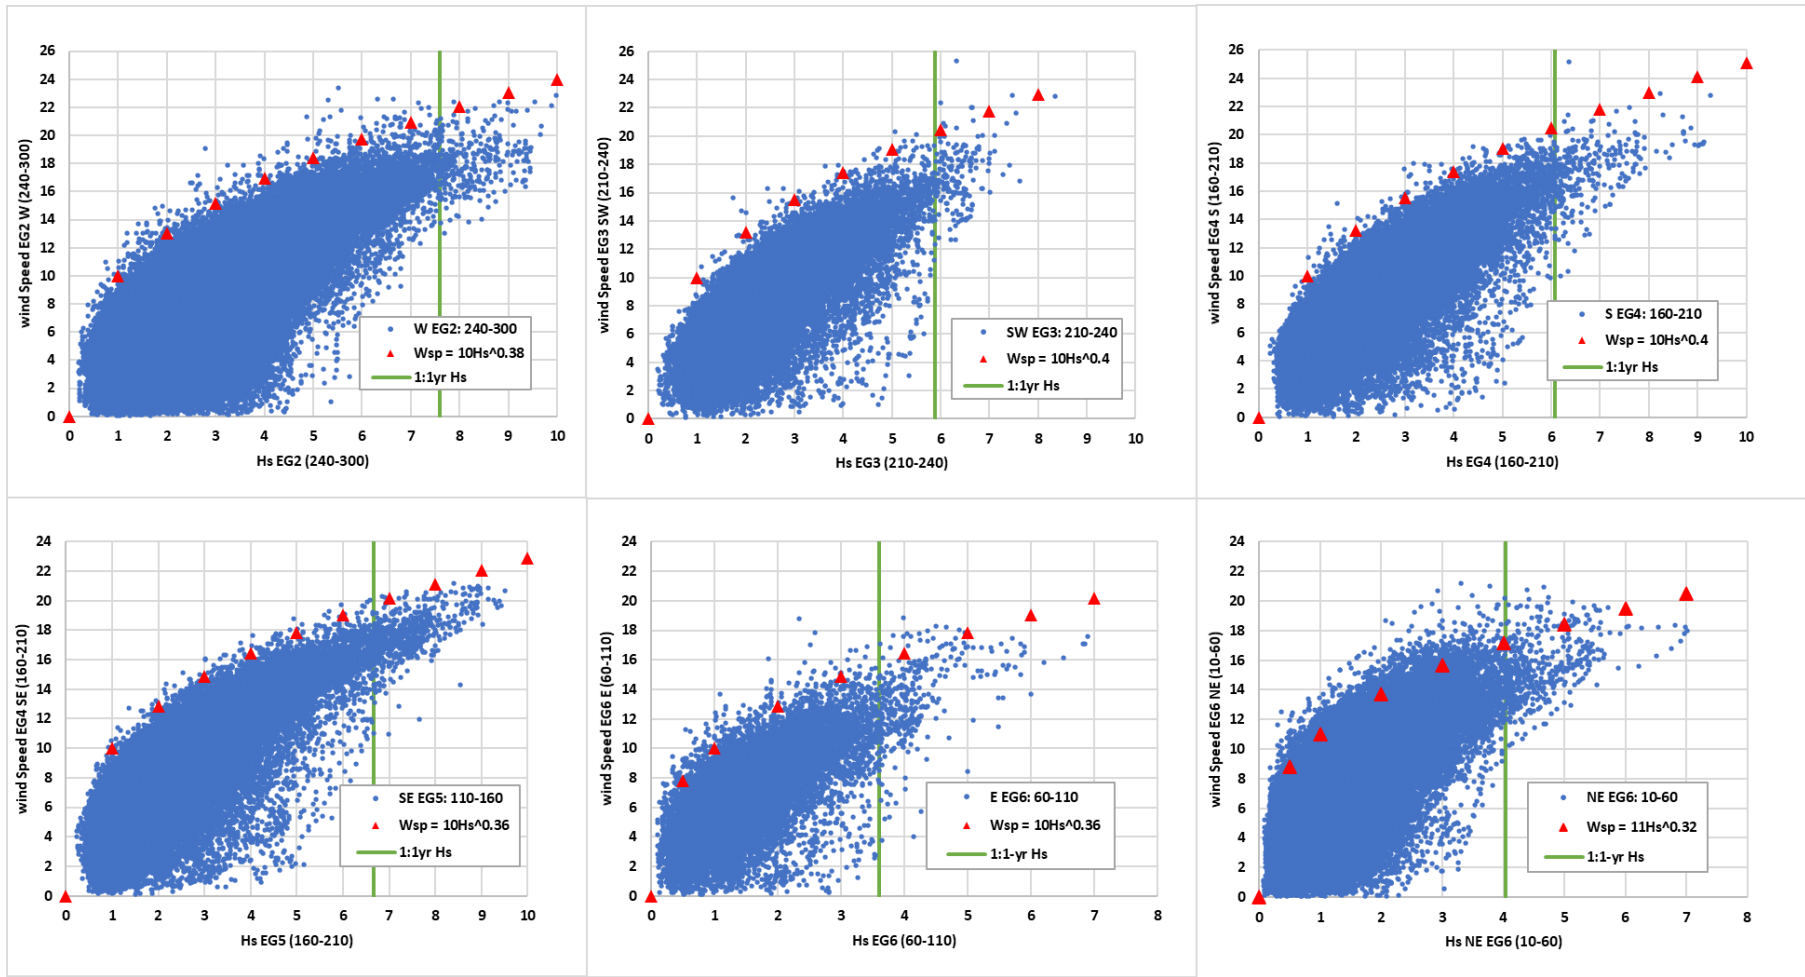 26
24
22
20
18
16
14
12
10
8
6
4
2
0
wind Speed EG2 W (240-300)
W EG2: 240-300
Wsp = 10Hs^0.38
1:1yr Hs
0 1 2 3 4 5 6 7 8 9 10
Hs EG2 (240-300)
26
24
22
20
18
16
14
12
10
8
6
4
2
0
wind Speed EG3 SW (210-240)
SW EG3: 210-240
Wsp = 10Hs^0.4
1:1yr Hs
0 1 2 3 4 5 6 7 8 9 10
Hs EG3 (210-240)
26
24
22
20
18
16
14
12
10
8
6
4
2
0
wind Speed EG4 S (160-210)
S EG4: 160-210
Wsp = 10Hs^0.4
1:1yr Hs
0 1 2 3 4 5 6 7 8 9 10
Hs EG4 (160-210)
24
22
20
18
16
14
12
10
8
6
4
2
0
wind Speed EG4 SE (160-210)
SE EG5: 110-160
Wsp = 10Hs^0.36
1:1yr Hs
0 1 2 3 4 5 6 7 8 9 10
Hs EG5 (160-210)
24
22
20
18
16
14
12
10
8
6
4
2
0
wind Speed EG6 E (60-110)
E EG6: 60-110
Wsp = 10Hs^0.36
1:1-yr Hs
0 1 2 3 4 5 6 7 8
Hs EG6 (60-110)
24
22
20
18
16
14
12
10
8
6
4
2
0
wind Speed EG6 NE (10-60)
NE EG6: 10-60
Wsp = 11Hs^0.32
1:1-yr Hs
0 1 2 3 4 5 6 7 8
Hs NE EG6 (10-60)